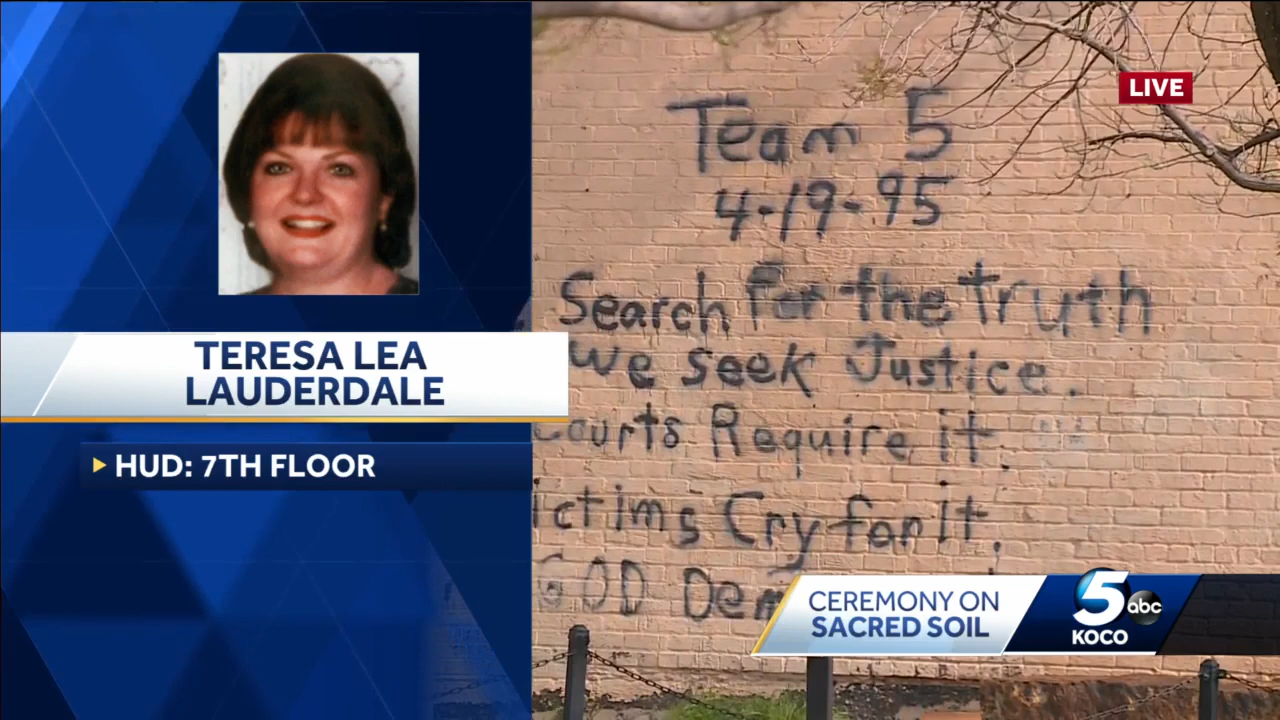 TERESA LEA
LAUDERDALE
HUD: 7TH FLOOR
LIVE
Team 5
4-19-95
Search For the truth
we seek Justice.
Courts Require it.
ictims Cry for it.
GOD Dem
CEREMONY ON
SACRED SOIL
5 abc
KOCO